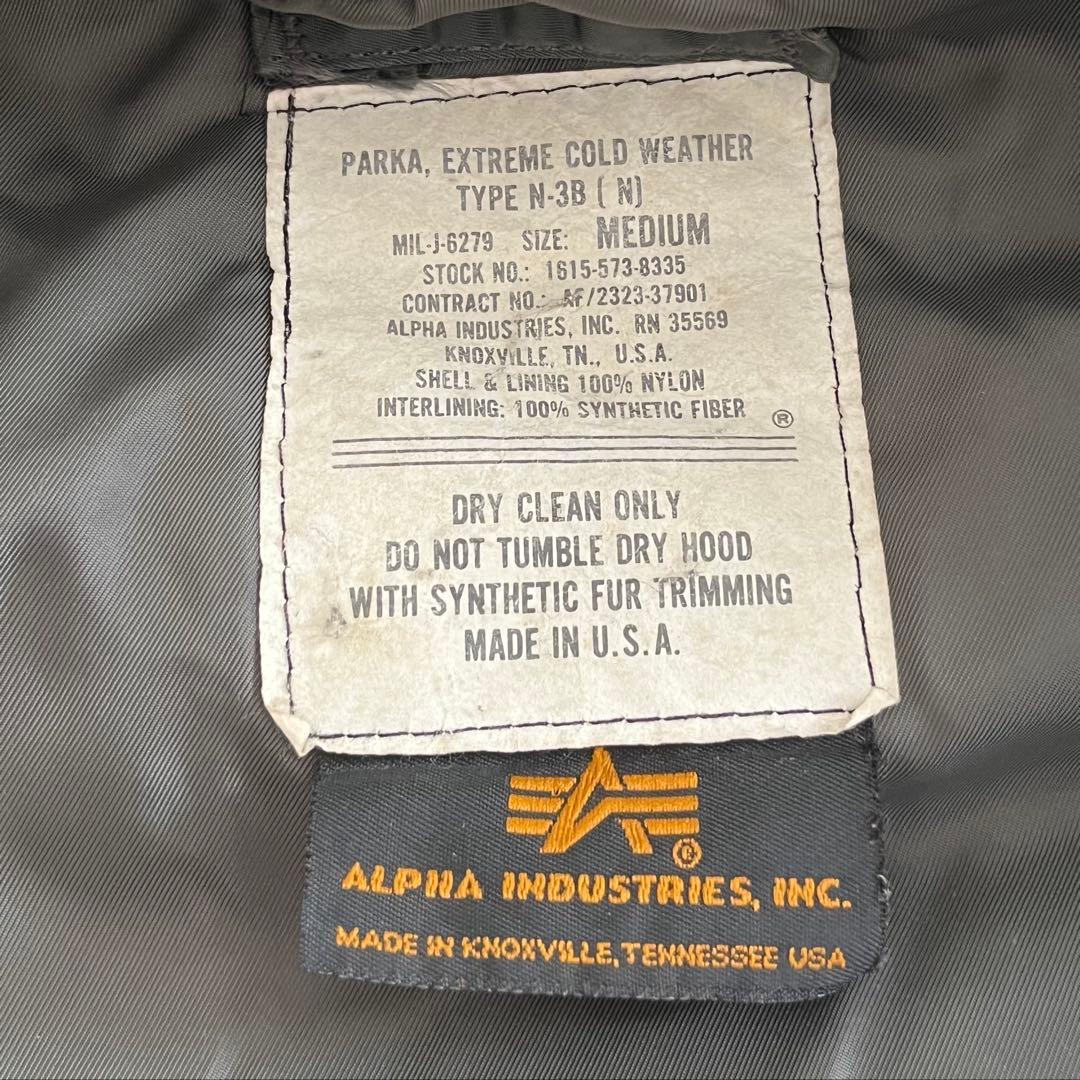 PARKA, EXTREME COLD WEATHER
TYPE N-3B ( N)
MIL-J-6279 SIZE: MEDIUM
STOCK NO.: 1615-573-8335
CONTRACT NO.: AF/2323-37901
ALPHA INDUSTRIES, INC. RN 35569
KNOXVILLE, TN., U.S.A.
SHELL & LINING 100% NYLON
INTERLINING: 100% SYNTHETIC FIBER ®
DRY CLEAN ONLY
DO NOT TUMBLE DRY HOOD
WITH SYNTHETIC FUR TRIMMING
MADE IN U.S.A.
®
ALPHA INDUSTRIES, INC.
MADE IN KNOXVILLE, TENNESSEE USA